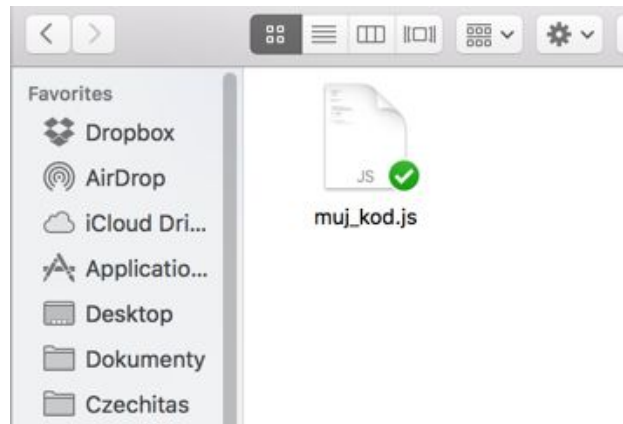 Favorites
Dropbox
AirDrop
iCloud Dri...
Applicatio...
Desktop
Dokumenty
Czechitas
JS
muj_kod.js